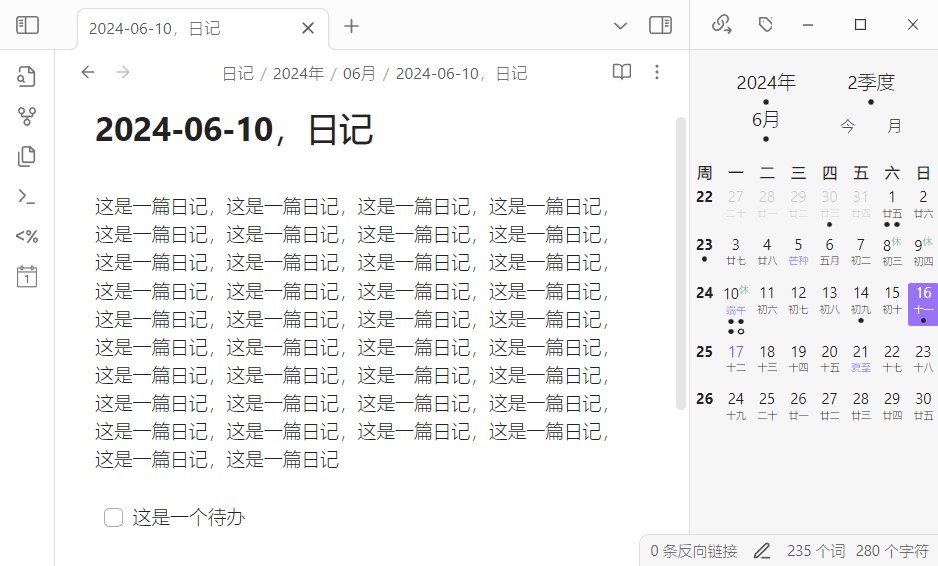 2024-06-10，日记
日记 / 2024年 / 06月 / 2024-06-10，日记
2024-06-10，日记
这是一篇日记，这是一篇日记，这是一篇日记，这是一篇日记，
这是一篇日记，这是一篇日记，这是一篇日记，这是一篇日记，
这是一篇日记，这是一篇日记，这是一篇日记，这是一篇日记，
这是一篇日记，这是一篇日记，这是一篇日记，这是一篇日记，
这是一篇日记，这是一篇日记，这是一篇日记，这是一篇日记，
这是一篇日记，这是一篇日记，这是一篇日记，这是一篇日记，
这是一篇日记，这是一篇日记，这是一篇日记，这是一篇日记，
这是一篇日记，这是一篇日记，这是一篇日记，这是一篇日记，
这是一篇日记，这是一篇日记，这是一篇日记，这是一篇日记，
这是一篇日记，这是一篇日记
这是一个待办
<%
1
2024年 2季度
6月 今 月
周 一 二 三 四 五 六 日
22 27 28 29 30 31 1 2
二十 廿一 廿二 廿三 廿四 廿五 廿六
23 3 4 5 6 7 8休 9休
廿七 廿八 芒种 五月 初二 初三 初四
24 10休 11 12 13 14 15 16
端午 初六 初七 初八 初九 初十 十一
25 17 18 19 20 21 22 23
十二 十三 十四 十五 夏至 十七 十八
26 24 25 26 27 28 29 30
十九 二十 廿一 廿二 廿三 廿四 廿五
0 条反向链接 235 个词 280 个字符